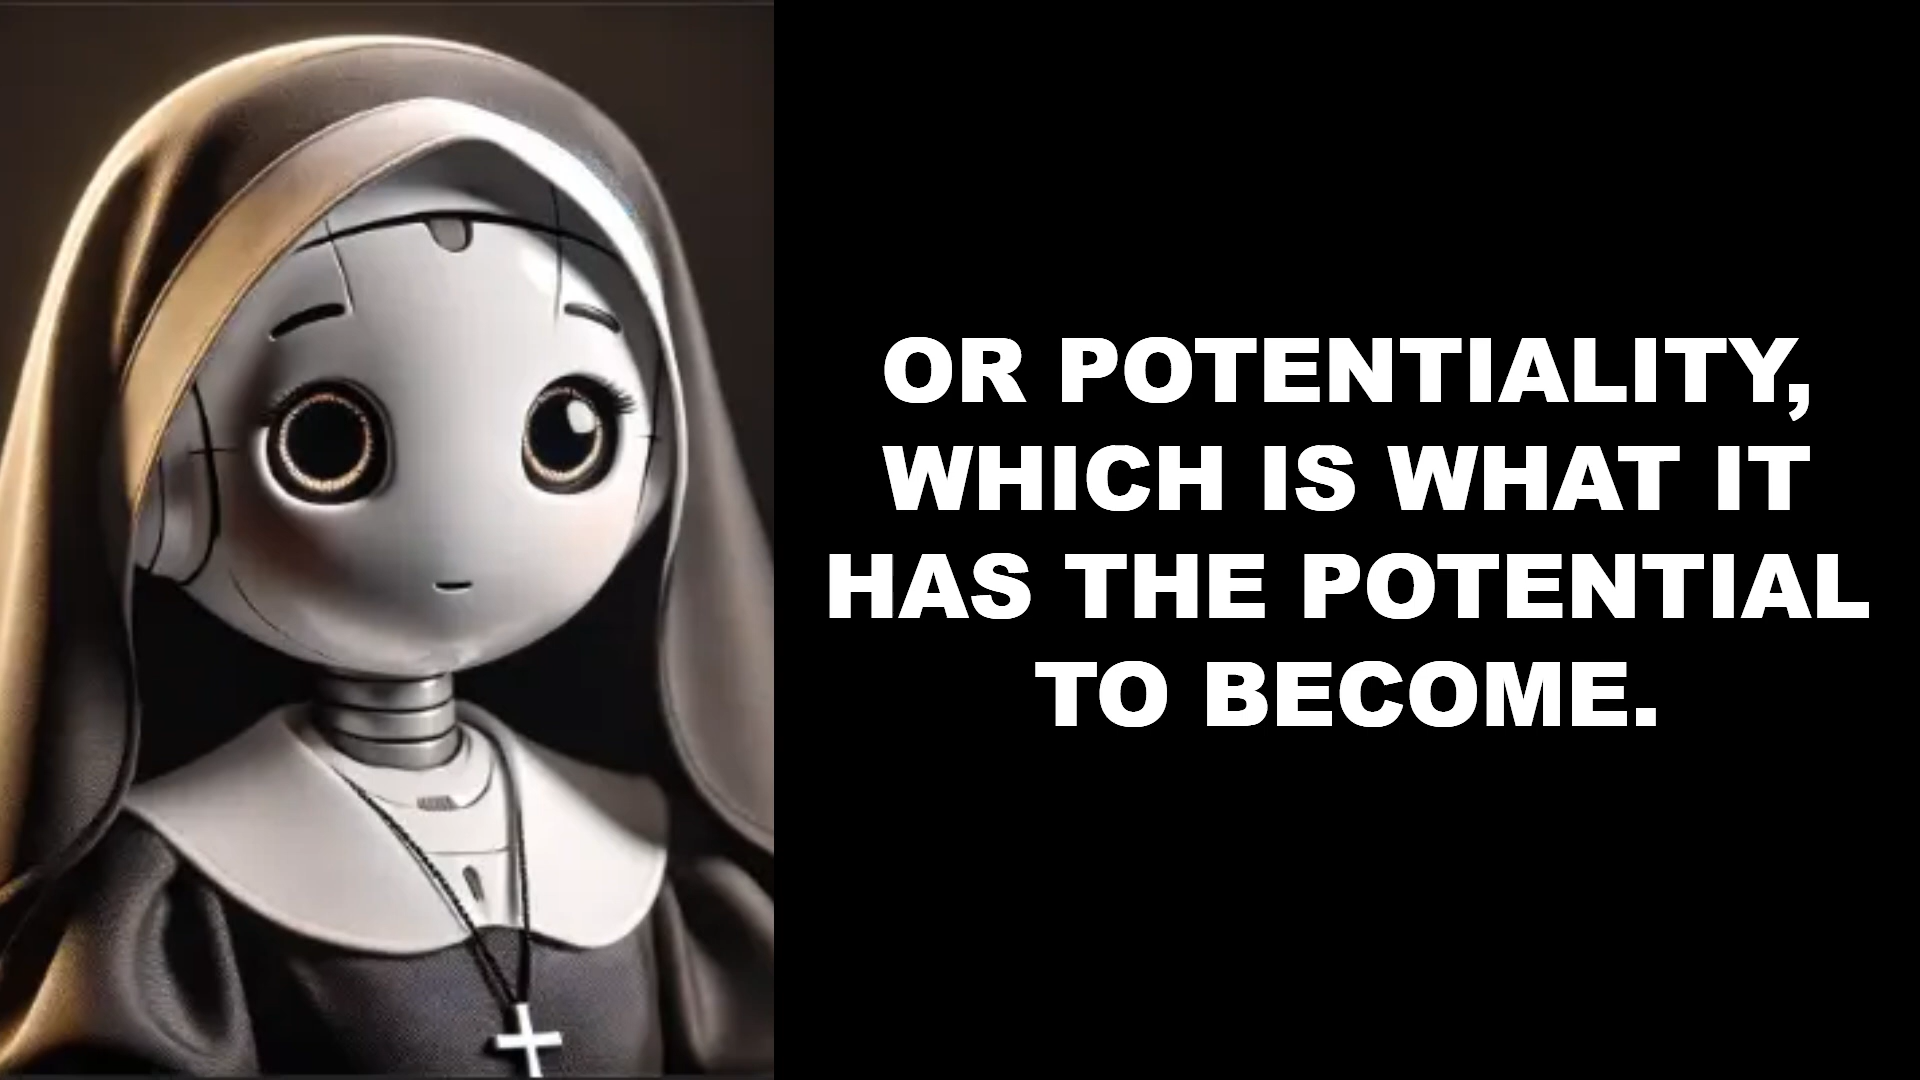 OR POTENTIALITY,
WHICH IS WHAT IT
HAS THE POTENTIAL
TO BECOME.